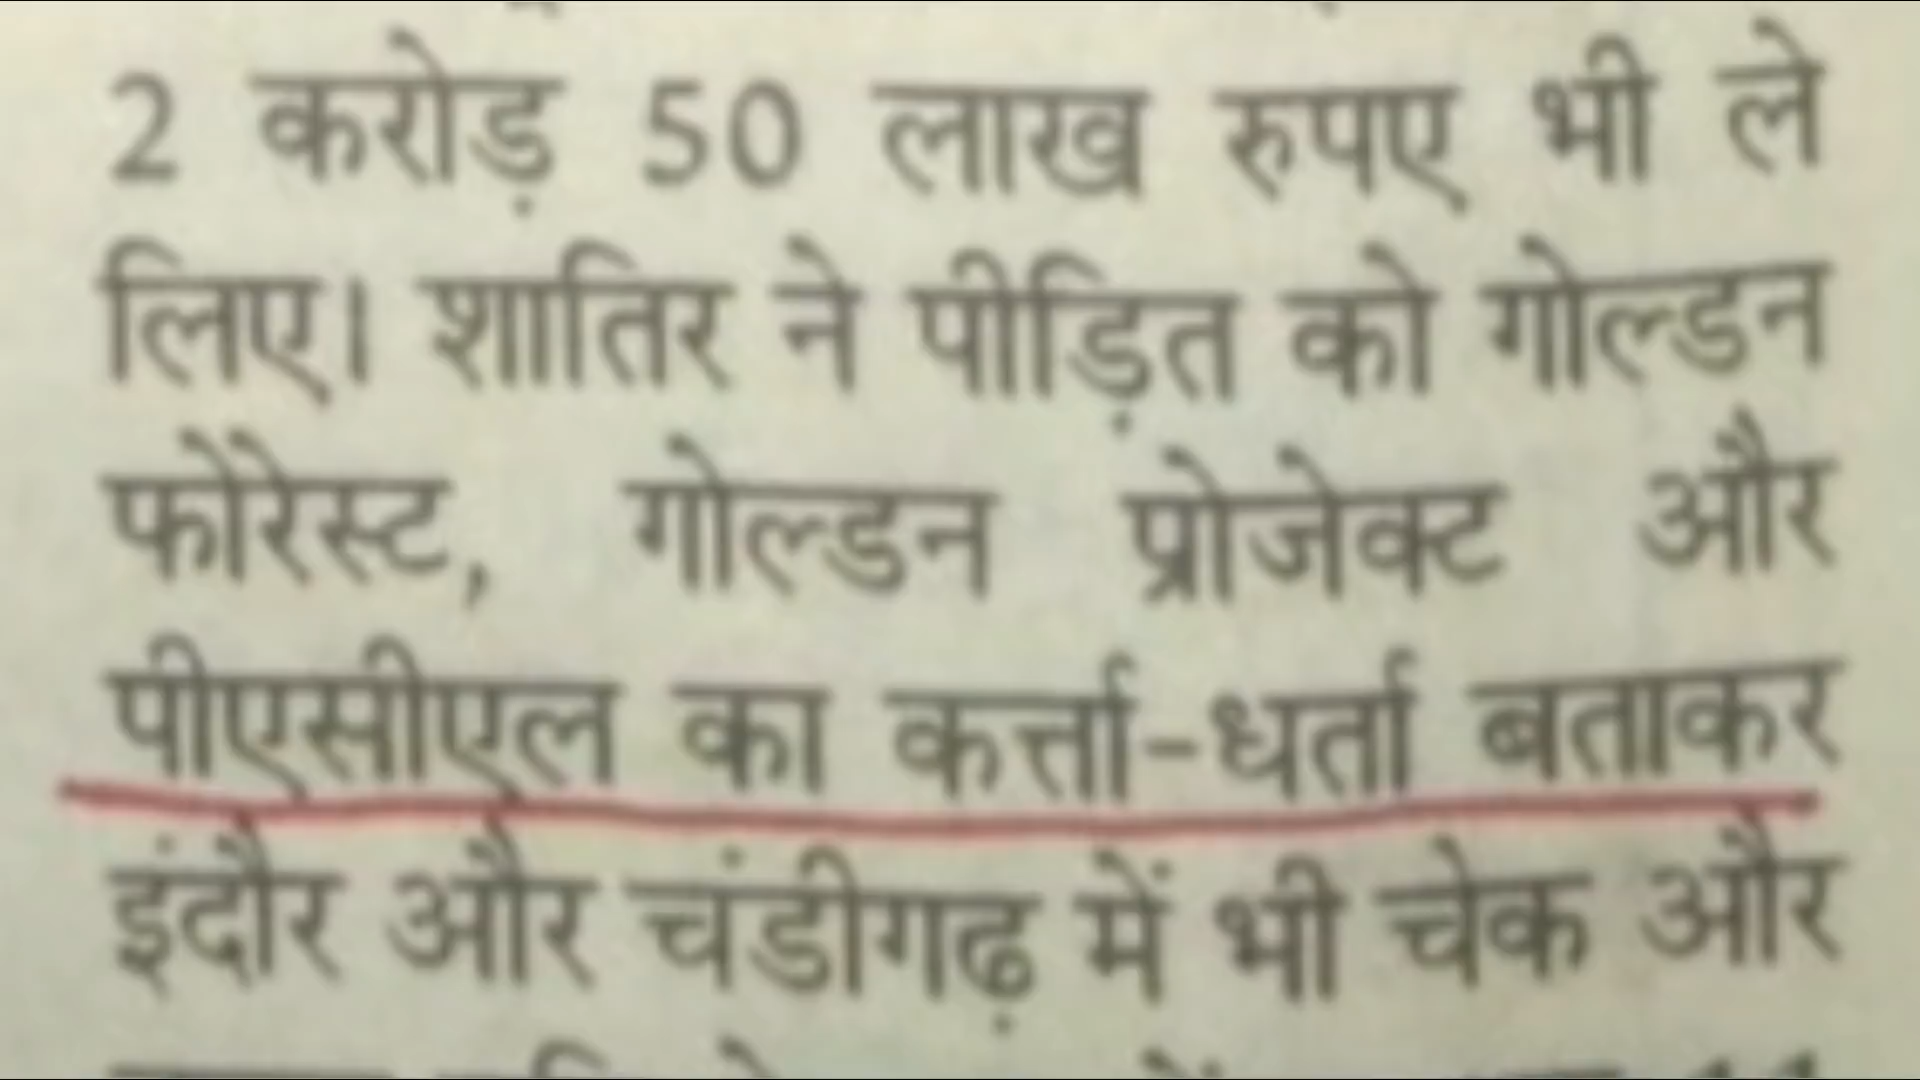 2 करोड़ 50 लाख रुपए भी ले
लिए। शातिर ने पीड़ित को गोल्डन
फोरेस्ट, गोल्डन प्रोजेक्ट और
पीएसीएल का कर्त्ता-धर्ता बताकर
इंदौर और चंडीगढ़ में भी चेक और